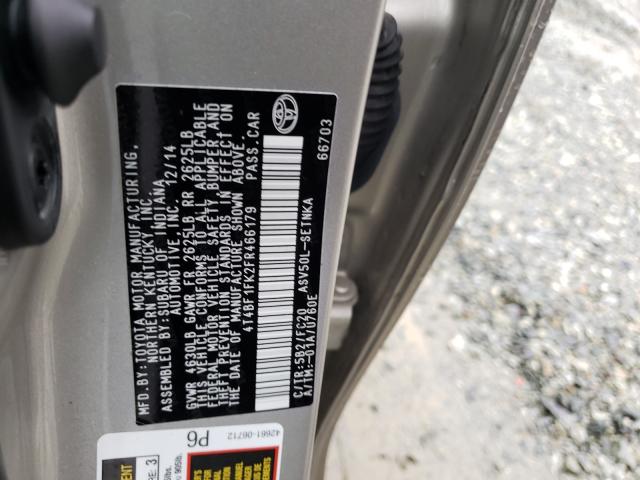 MFD.BY:TOYOTA MOTOR MANUFACTURING,
NORTHERN KENTUCKY, INC.
ASSEMBLED BY:SUBARU OF INDIANA
AUTOMOTIVE, INC. 12/14
GVWR 4630LB GAWR FR 2625LB RR 2625LB
THIS VEHICLE CONFORMS TO ALL APPLICABLE
FEDERAL MOTOR VEHICLE SAFETY, BUMPER, AND
THEFT PREVENTION STANDARDS IN EFFECT ON
THE DATE OF MANUFACTURE SHOWN ABOVE.
4T4BF1FK2FR466179 PASS.CAR
C/TR:5B2/FC20 ASV50L-SETNKA
A/TM:-01A/U760E
66703
42661-06712
P6